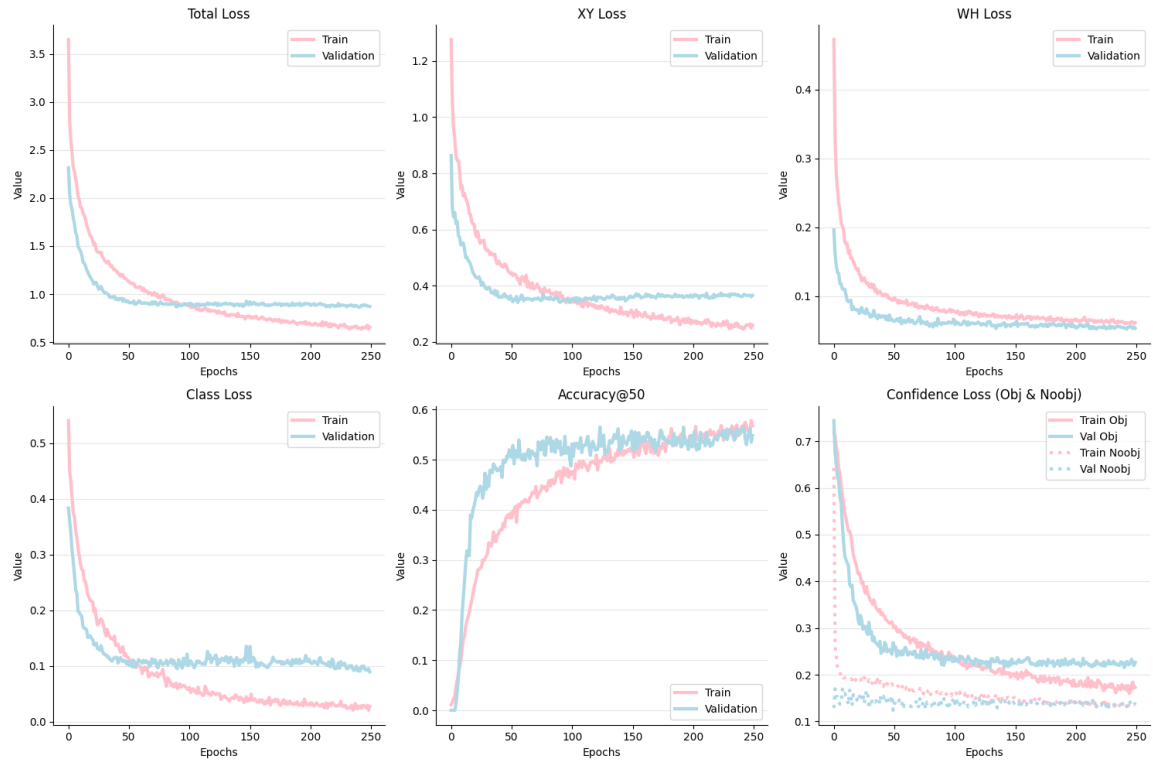 Total Loss
3.5
3.0
2.5
2.0
1.5
1.0
0.5
Value
0
50
100
150
200
250
Epochs
Train
Validation
XY Loss
1.2
1.0
0.8
0.6
0.4
0.2
Value
0
50
100
150
200
250
Epochs
Train
Validation
WH Loss
0.4
0.3
0.2
0.1
Value
0
50
100
150
200
250
Epochs
Train
Validation
Class Loss
0.5
0.4
0.3
0.2
0.1
0.0
Value
0
50
100
150
200
250
Epochs
Train
Validation
Accuracy@50
0.6
0.5
0.4
0.3
0.2
0.1
0.0
Value
0
50
100
150
200
250
Epochs
Train
Validation
Confidence Loss (Obj & Noobj)
0.7
0.6
0.5
0.4
0.3
0.2
0.1
Value
0
50
100
150
200
250
Epochs
Train Obj
Val Obj
Train Noobj
Val Noobj